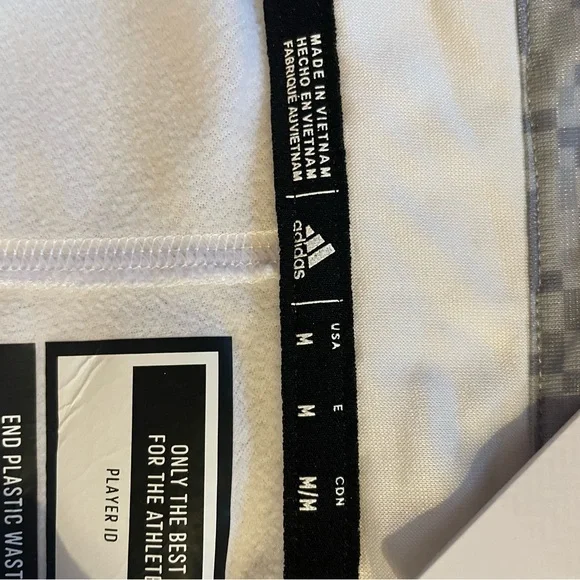 MADE IN VIETNAM
HECHO EN VIETNAM
FABRIQUÉ AU VIETNAM
adidas
USA
M
E
M
CDN
M/M
ONLY THE BEST
FOR THE ATHLETE
PLAYER ID
END PLASTIC WAST